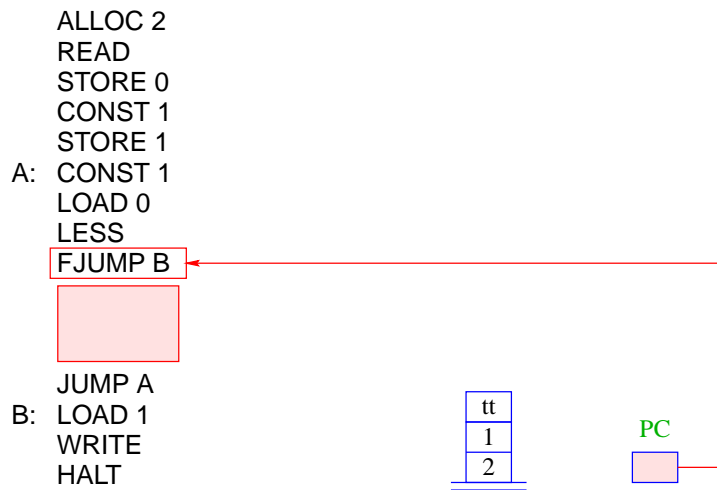 ALLOC 2
READ
STORE 0
CONST 1
STORE 1
A: CONST 1
LOAD 0
LESS
FJUMP B
JUMP A
B: LOAD 1
WRITE
HALT
tt
1
2
PC